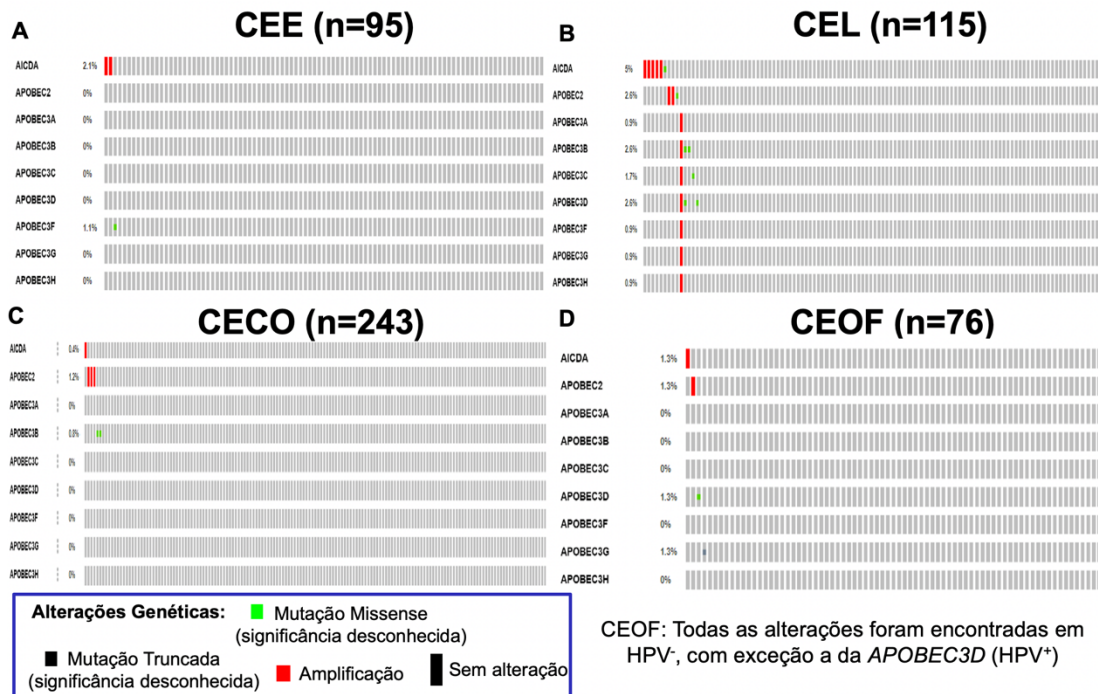 A
CEE (n=95)
AICDA 2.1%
APOBEC2 0%
APOBEC3A 0%
APOBEC3B 0%
APOBEC3C 0%
APOBEC3D 0%
APOBEC3F 1.1%
APOBEC3G 0%
APOBEC3H 0%
B
CEL (n=115)
AICDA 5%
APOBEC2 2.6%
APOBEC3A 0.9%
APOBEC3B 2.6%
APOBEC3C 1.7%
APOBEC3D 2.6%
APOBEC3F 0.9%
APOBEC3G 0.9%
APOBEC3H 0.9%
C
CECO (n=243)
AICDA 0.4%
APOBEC2 1.2%
APOBEC3A 0%
APOBEC3B 0.8%
APOBEC3C 0%
APOBEC3D 0%
APOBEC3F 0%
APOBEC3G 0%
APOBEC3H 0%
D
CEOF (n=76)
AICDA 1.3%
APOBEC2 1.3%
APOBEC3A 0%
APOBEC3B 0%
APOBEC3C 0%
APOBEC3D 1.3%
APOBEC3F 0%
APOBEC3G 1.3%
APOBEC3H 0%
Alterações Genéticas:
Mutação Missense
(significância desconhecida)
Mutação Truncada
(significância desconhecida)
Amplificação
Sem alteração
CEOF: Todas as alterações foram encontradas em
HPV-, com exceção a da APOBEC3D (HPV+)